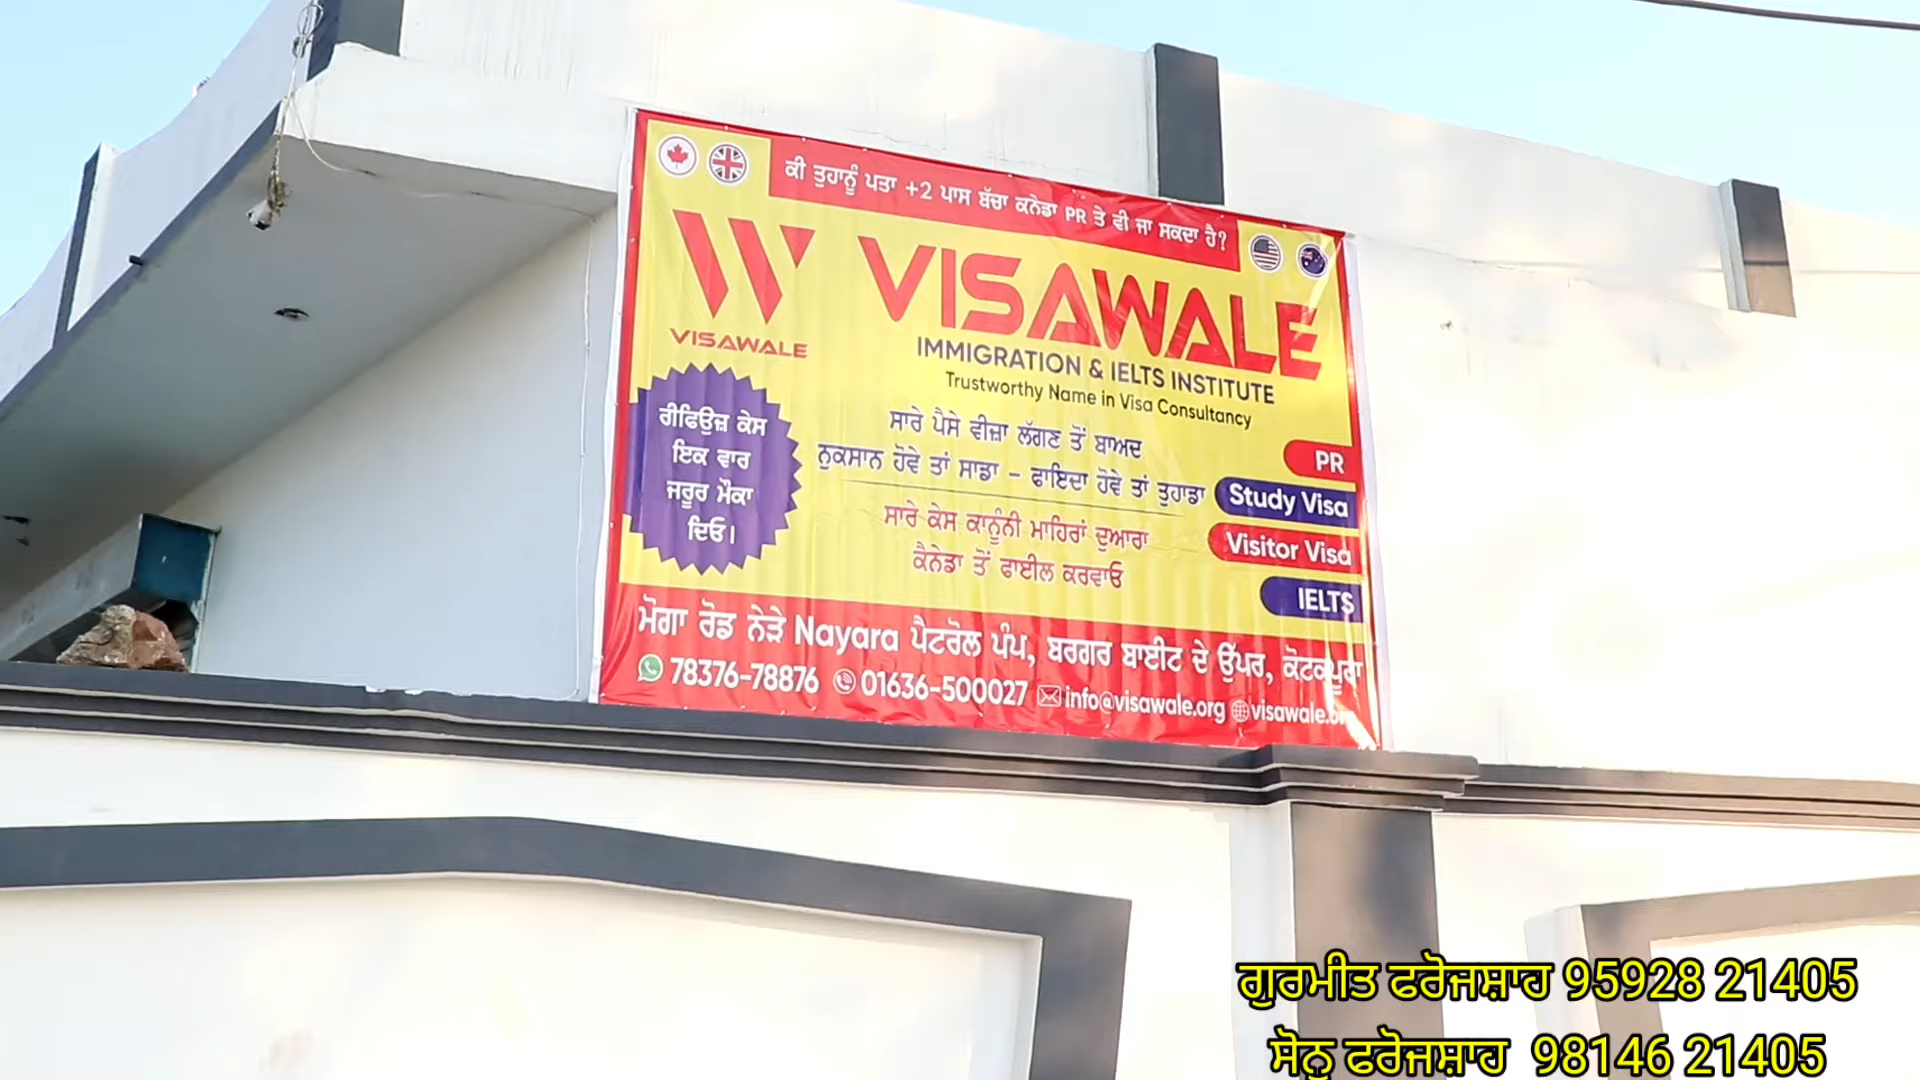 ਕੀ ਤੁਹਾਨੂੰ ਪਤਾ +2 ਪਾਸ ਬੱਚਾ ਕਨੇਡਾ PR ਤੇ ਵੀ ਜਾ ਸਕਦਾ ਹੈ?
VISAWALE
VISAWALE
IMMIGRATION & IELTS INSTITUTE
Trustworthy Name in Visa Consultancy
ਰੀਫਿਊਜ਼ ਕੇਸ
ਇਕ ਵਾਰ
ਜਰੂਰ ਮੌਕਾ
ਦਿਓ।
ਸਾਰੇ ਪੈਸੇ ਵੀਜ਼ਾ ਲੱਗਣ ਤੋਂ ਬਾਅਦ
ਨੁਕਸਾਨ ਹੋਵੇ ਤਾਂ ਸਾਡਾ - ਫਾਇਦਾ ਹੋਵੇ ਤਾਂ ਤੁਹਾਡਾ
ਸਾਰੇ ਕੇਸ ਕਾਨੂੰਨੀ ਮਾਹਿਰਾਂ ਦੁਆਰਾ
ਕੈਨੇਡਾ ਤੋਂ ਫਾਈਲ ਕਰਵਾਓ
PR
Study Visa
Visitor Visa
IELTS
ਮੋਗਾ ਰੋਡ ਨੇੜੇ Nayara ਪੈਟਰੋਲ ਪੰਪ, ਬਰਗਰ ਬਾਈਟ ਦੇ ਉੱਪਰ, ਕੋਟਕਪੂਰਾ
78376-78876 01636-500027 info@visawale.org visawale.org
ਗੁਰਮੀਤ ਫਰੋਜਸ਼ਾਹ 95928 21405
ਸੋਨੂ ਫਰੋਜਸ਼ਾਹ 98146 21405